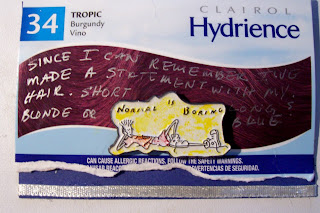 34 TROPIC
Burgundy
Vino
CLAIROL
Hydrience
SINCE I CAN REMEMBER I'VE
MADE A STATEMENT WITH MY
HAIR. SHORT LONG &
BLONDE OR BLUE
NORMAL IS BORING
CAN CAUSE ALLERGIC REACTIONS. FOLLOW THE SAFETY WARNINGS.
REACCIONES ADVERTENCIAS DE SEGURIDAD.